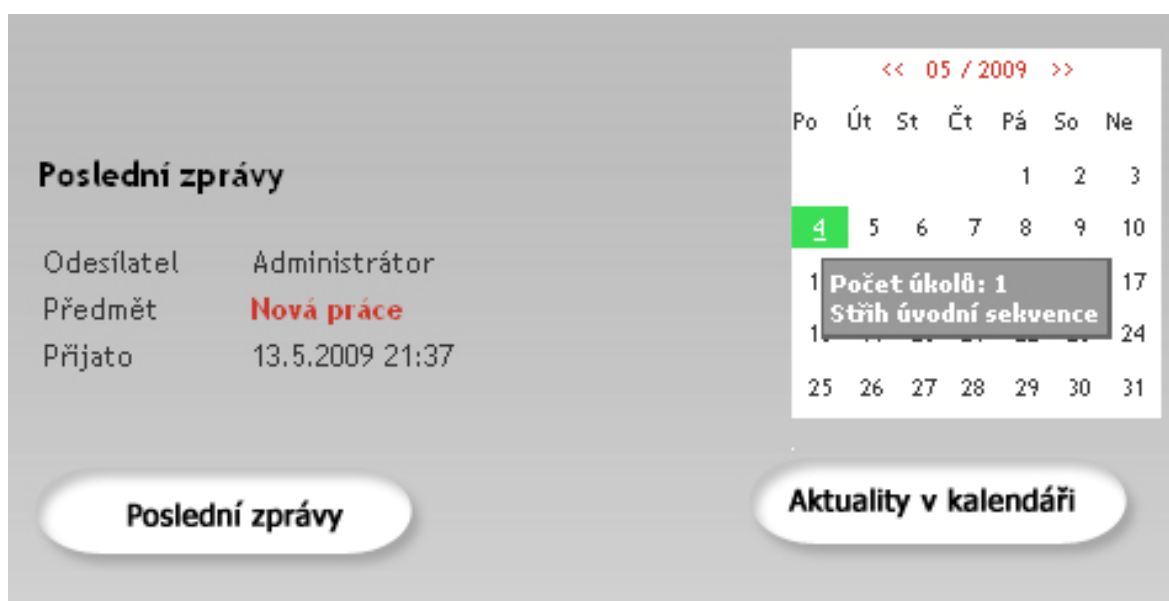 Poslední zprávy
Odesílatel Administrátor
Předmět Nová práce
Přijato 13.5.2009 21:37
Poslední zprávy
<< 05 / 2009 >>
Po Út St Čt Pá So Ne
1 2 3
4 5 6 7 8 9 10
Počet úkolů: 1 17
Střih úvodní sekvence 24
25 26 27 28 29 30 31
Aktuality v kalendáři